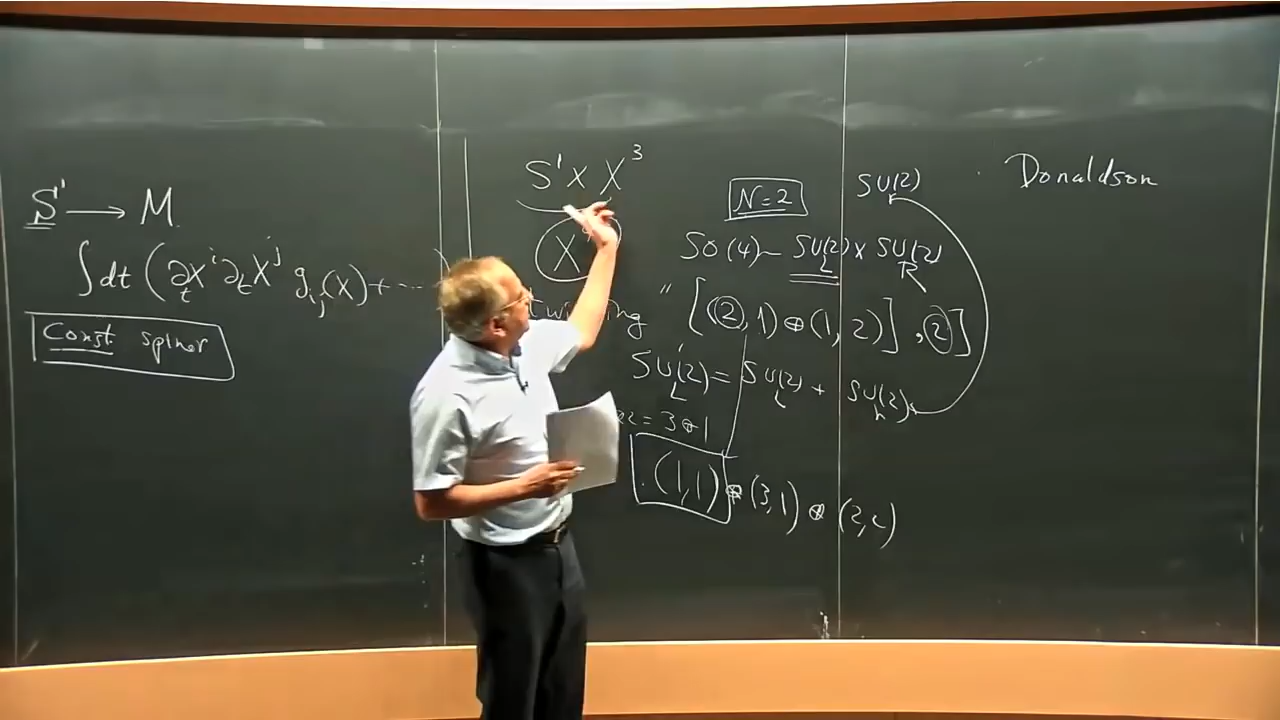 S¹ ⟶ M
∫dt (∂ₜXⁱ ∂ₜXʲ gᵢⱼ(X) + ···
Const spinor
S¹ x X³
X
N=2
SU(2)
SO(4) ~ SU(2)_L x SU(2)_R
" [(2,1) ⊕ (1,2)] , 2]
SU'(2)_L = SU(2)_L + SU(2)_R
= 3⊕1
(1,1) ⊕ (3,1) ⊕ (2,2)
Donaldson